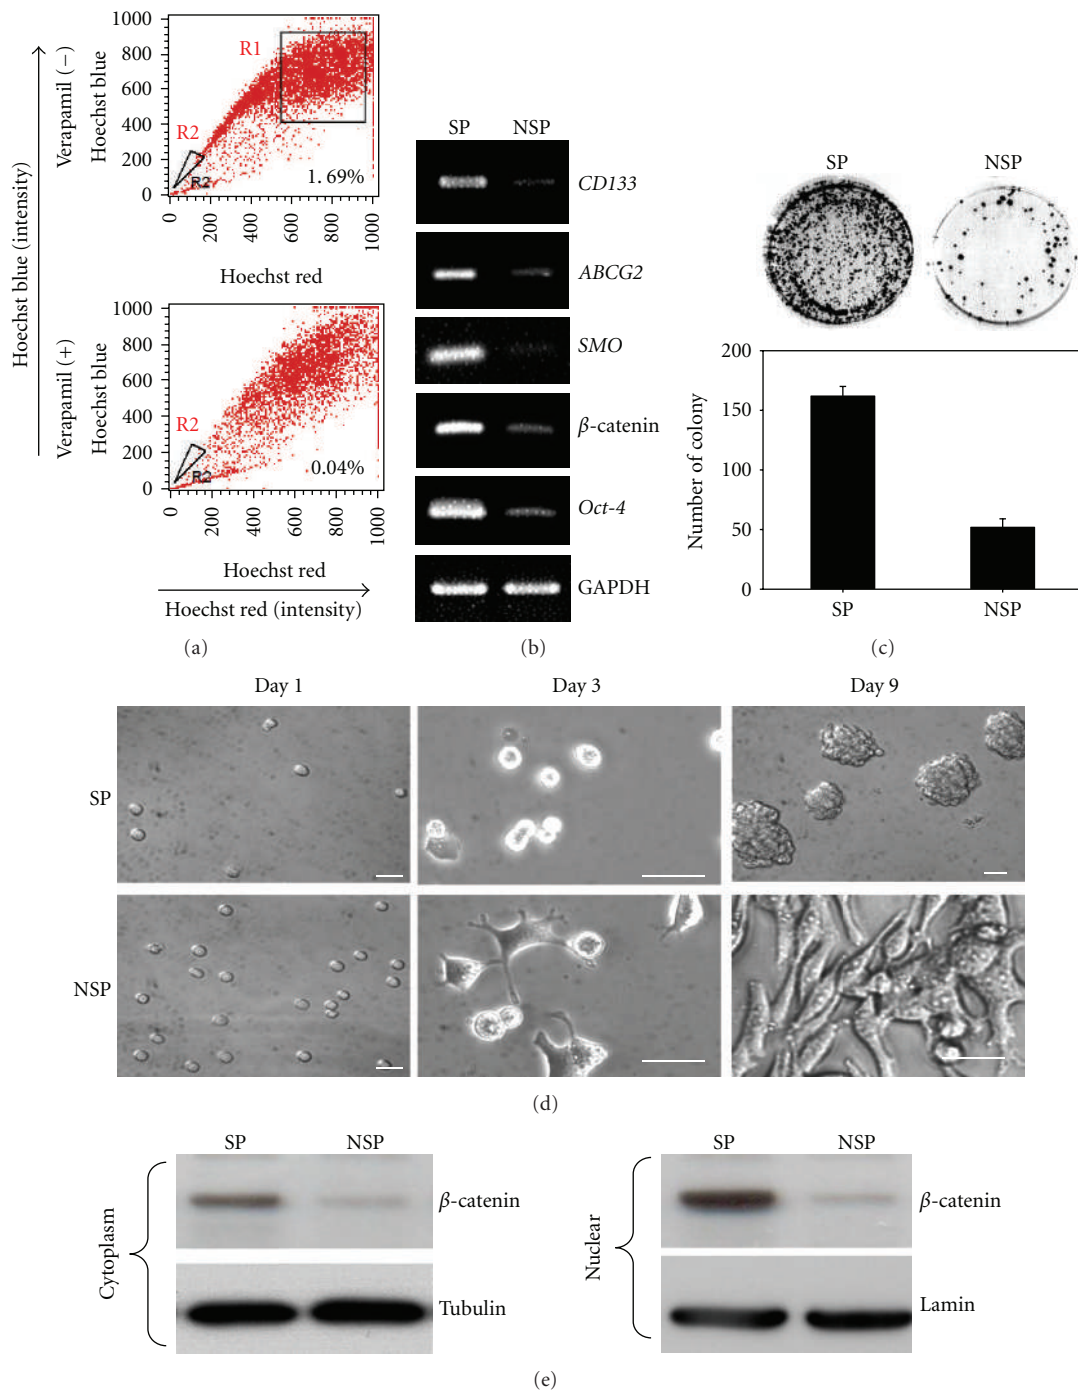 Hoechst blue (intensity)
Verapamil (−)
Hoechst blue
1000
800
600
400
200
0
R1
R2
R2
1.69%
0
200
400
600
800
1000
Hoechst red
Verapamil (+)
Hoechst blue
1000
800
600
400
200
0
R2
R2
0.04%
0
200
400
600
800
1000
Hoechst red
Hoechst red (intensity)
(a)
SP NSP
CD133
ABCG2
SMO
β-catenin
Oct-4
GAPDH
(b)
SP NSP
Number of colony
200
150
100
50
0
SP NSP
(c)
Day 1 Day 3 Day 9
SP
NSP
(d)
Cytoplasm
SP NSP
β-catenin
Tubulin
Nuclear
SP NSP
β-catenin
Lamin
(e)